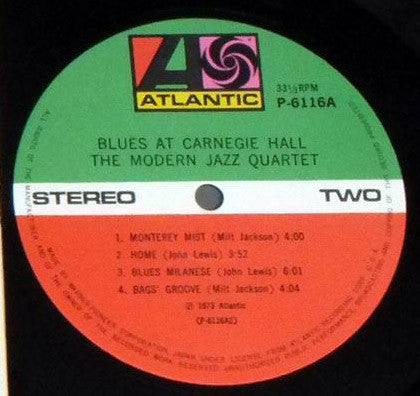 ATLANTIC
33⅓RPM
P-6116A
BLUES AT CARNEGIE HALL
THE MODERN JAZZ QUARTET
STEREO
TWO
1. MONTEREY MIST (Milt Jackson) 4:00
2. HOME (John Lewis) 3:52
3. BLUES MILANESE (John Lewis) 6:01
4. BAGS' GROOVE (Milt Jackson) 4:04
Ⓟ 1973 Atlantic
(P-6116A2)